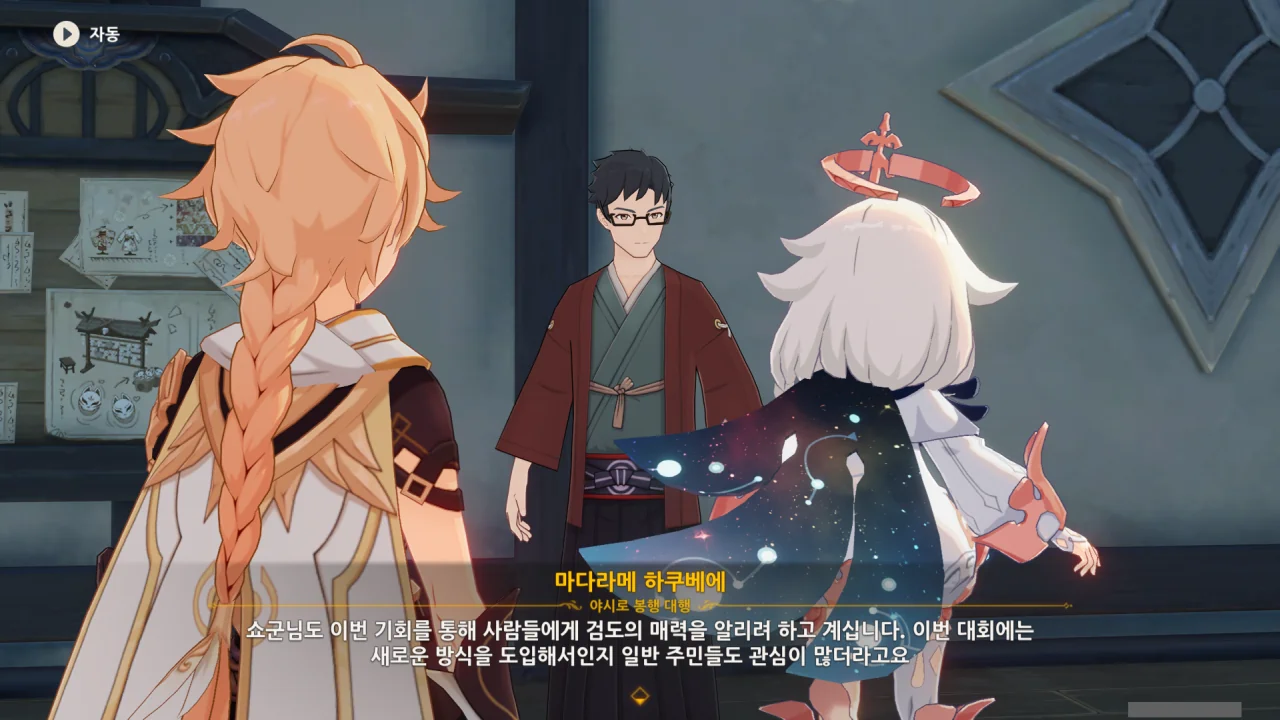 자동
마다라메 하쿠베에
야시로 봉행 대행
쇼군님도 이번 기회를 통해 사람들에게 검도의 매력을 알리려 하고 계십니다. 이번 대회에는
새로운 방식을 도입해서인지 일반 주민들도 관심이 많더라고요